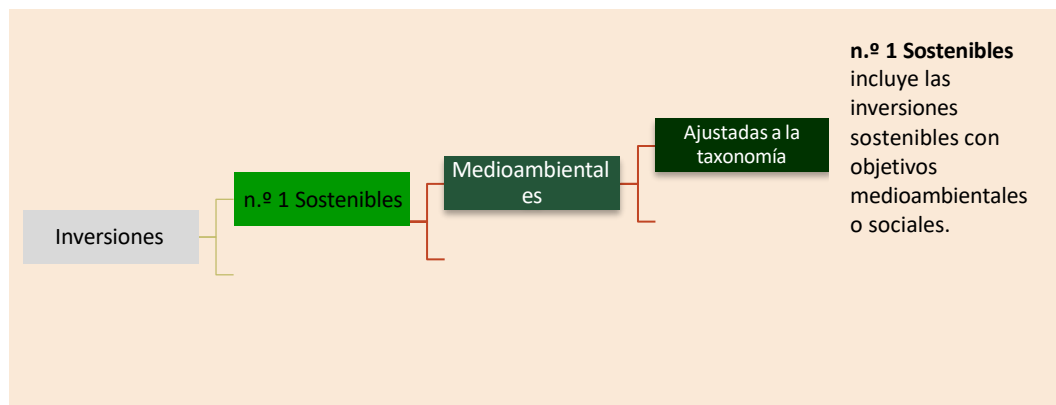 Inversiones
n.º 1 Sostenibles
Medioambiental
es
Ajustadas a la
taxonomía
n.º 1 Sostenibles
incluye las
inversiones
sostenibles con
objetivos
medioambientales
o sociales.